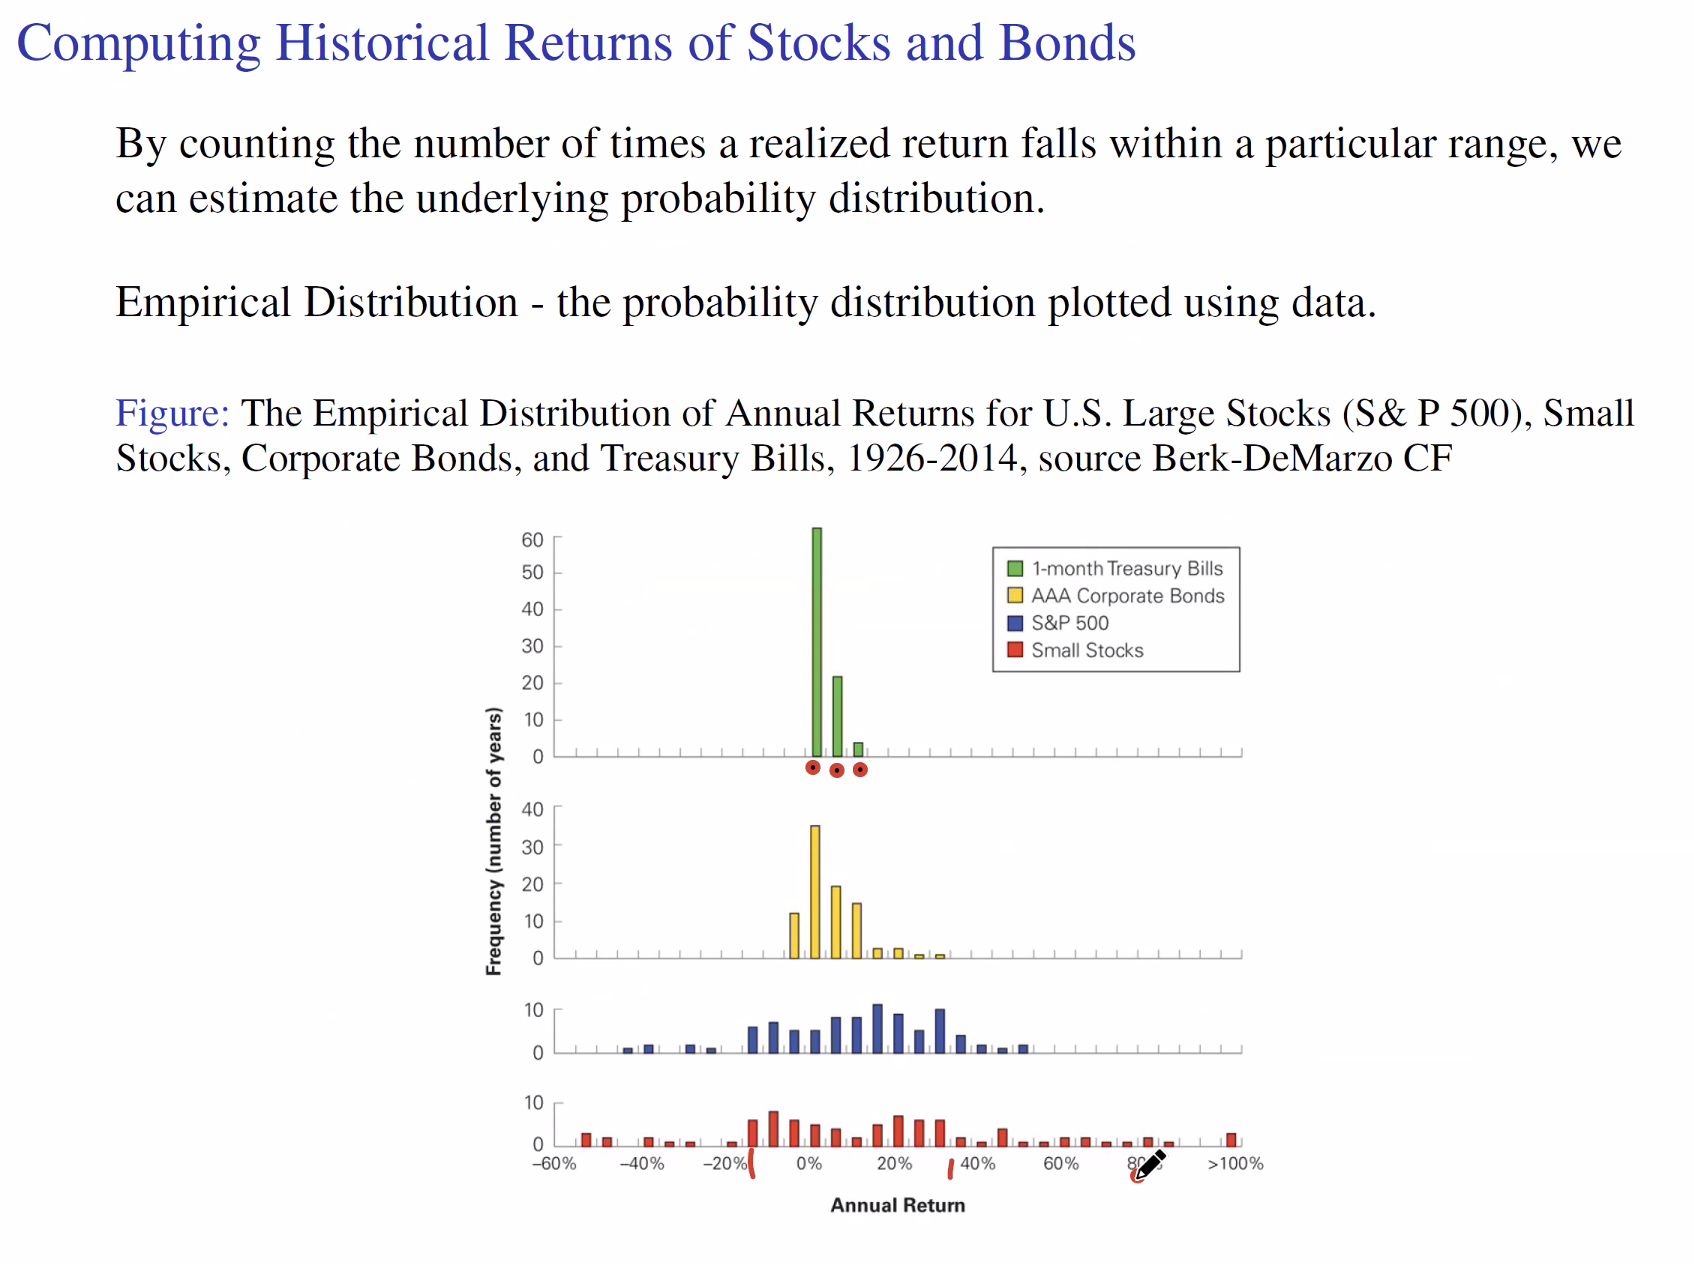 Computing Historical Returns of Stocks and Bonds
By counting the number of times a realized return falls within a particular range, we
can estimate the underlying probability distribution.
Empirical Distribution - the probability distribution plotted using data.
Figure: The Empirical Distribution of Annual Returns for U.S. Large Stocks (S& P 500), Small
Stocks, Corporate Bonds, and Treasury Bills, 1926-2014, source Berk-DeMarzo CF
Frequency (number of years)
60
50
40
30
20
10
0
1-month Treasury Bills
AAA Corporate Bonds
S&P 500
Small Stocks
40
30
20
10
0
10
0
10
0
–60% –40% –20% 0% 20% 40% 60% >100%
Annual Return